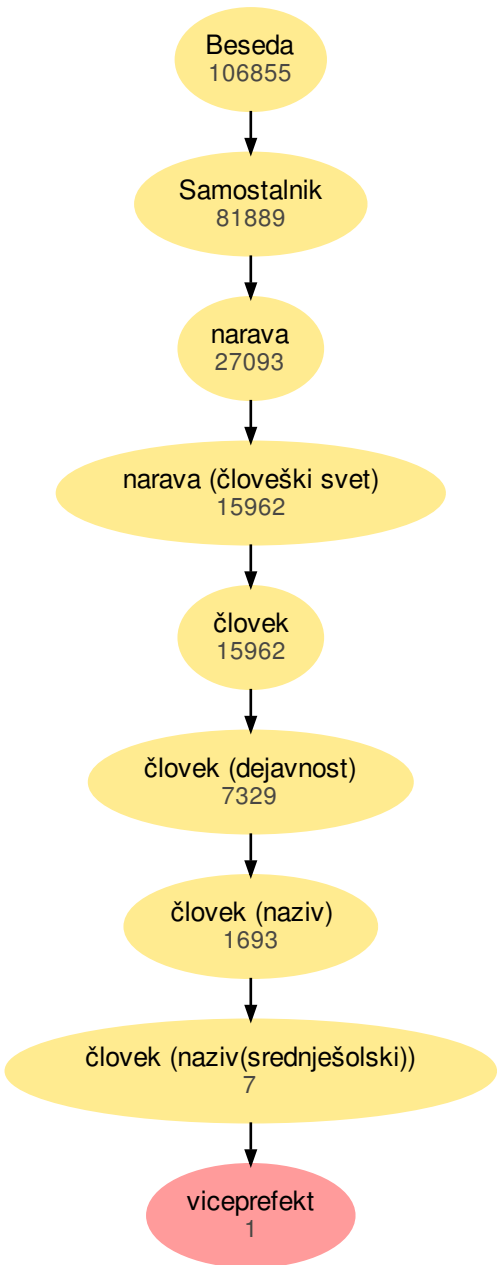 Beseda
106855
Samostalnik
81889
narava
27093
narava (človeški svet)
15962
človek
15962
človek (dejavnost)
7329
človek (naziv)
1693
človek (naziv(srednješolski))
7
viceprefekt
1